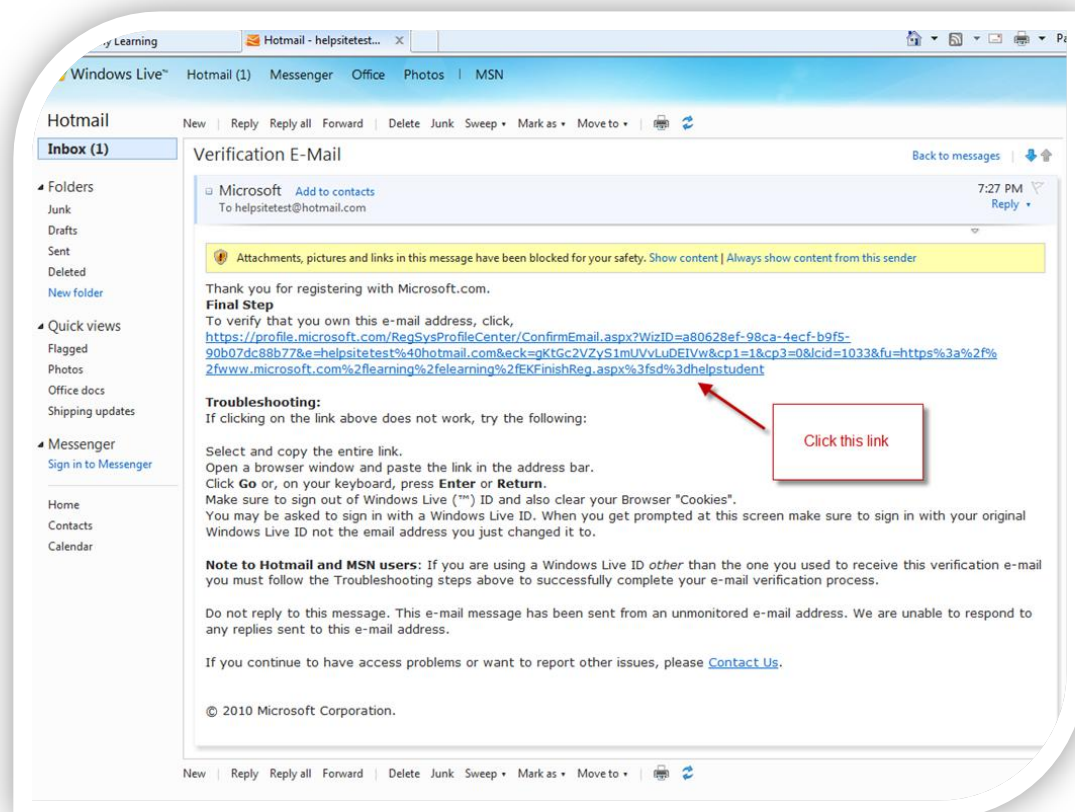 Learning
Hotmail - helpsitetest... X
Windows Live™ Hotmail (1) Messenger Office Photos | MSN
Hotmail
New | Reply Reply all Forward | Delete Junk Sweep Mark as Move to
Inbox (1)
Verification E-Mail
Back to messages
Folders
Junk
Drafts
Sent
Deleted
New folder
Quick views
Flagged
Photos
Office docs
Shipping updates
Messenger
Sign in to Messenger
Home
Contacts
Calendar
Microsoft Add to contacts
To helpsitetest@hotmail.com
7:27 PM
Reply
Attachments, pictures and links in this message have been blocked for your safety. Show content | Always show content from this sender
Thank you for registering with Microsoft.com.
Final Step
To verify that you own this e-mail address, click,
https://profile.microsoft.com/RegSysProfileCenter/ConfirmEmail.aspx?WizID=a80628ef-98ca-4ecf-b9f5-
90b07dc88b77&e=helpsitetest%40hotmail.com&eck=gKtGc2VZyS1mUVvLuDEIVw&cp1=1&cp3=0&lcid=1033&fu=https%3a%2f%
2fwww.microsoft.com%2flearning%2felearning%2fEKFinishReg.aspx%3fsd%3dhelpstudent
Click this link
Troubleshooting:
If clicking on the link above does not work, try the following:
Select and copy the entire link.
Open a browser window and paste the link in the address bar.
Click Go or, on your keyboard, press Enter or Return.
Make sure to sign out of Windows Live (™) ID and also clear your Browser "Cookies".
You may be asked to sign in with a Windows Live ID. When you get prompted at this screen make sure to sign in with your original
Windows Live ID not the email address you just changed it to.
Note to Hotmail and MSN users: If you are using a Windows Live ID other than the one you used to receive this verification e-mail
you must follow the Troubleshooting steps above to successfully complete your e-mail verification process.
Do not reply to this message. This e-mail message has been sent from an unmonitored e-mail address. We are unable to respond to
any replies sent to this e-mail address.
If you continue to have access problems or want to report other issues, please Contact Us.
© 2010 Microsoft Corporation.
New | Reply Reply all Forward | Delete Junk Sweep Mark as Move to